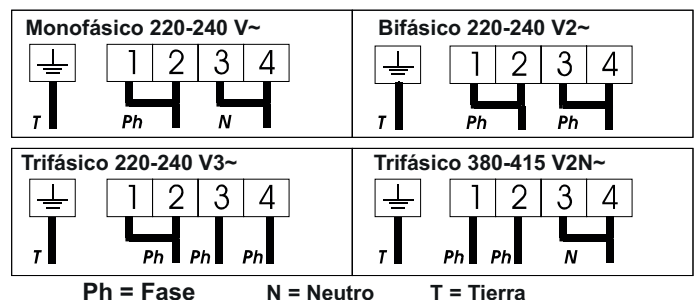 Monofásico 220-240 V~
1 2 3 4
T Ph N
Bifásico 220-240 V2~
1 2 3 4
T Ph Ph
Trifásico 220-240 V3~
1 2 3 4
T Ph Ph Ph
Trifásico 380-415 V2N~
1 2 3 4
T Ph Ph N
Ph = Fase N = Neutro T = Tierra